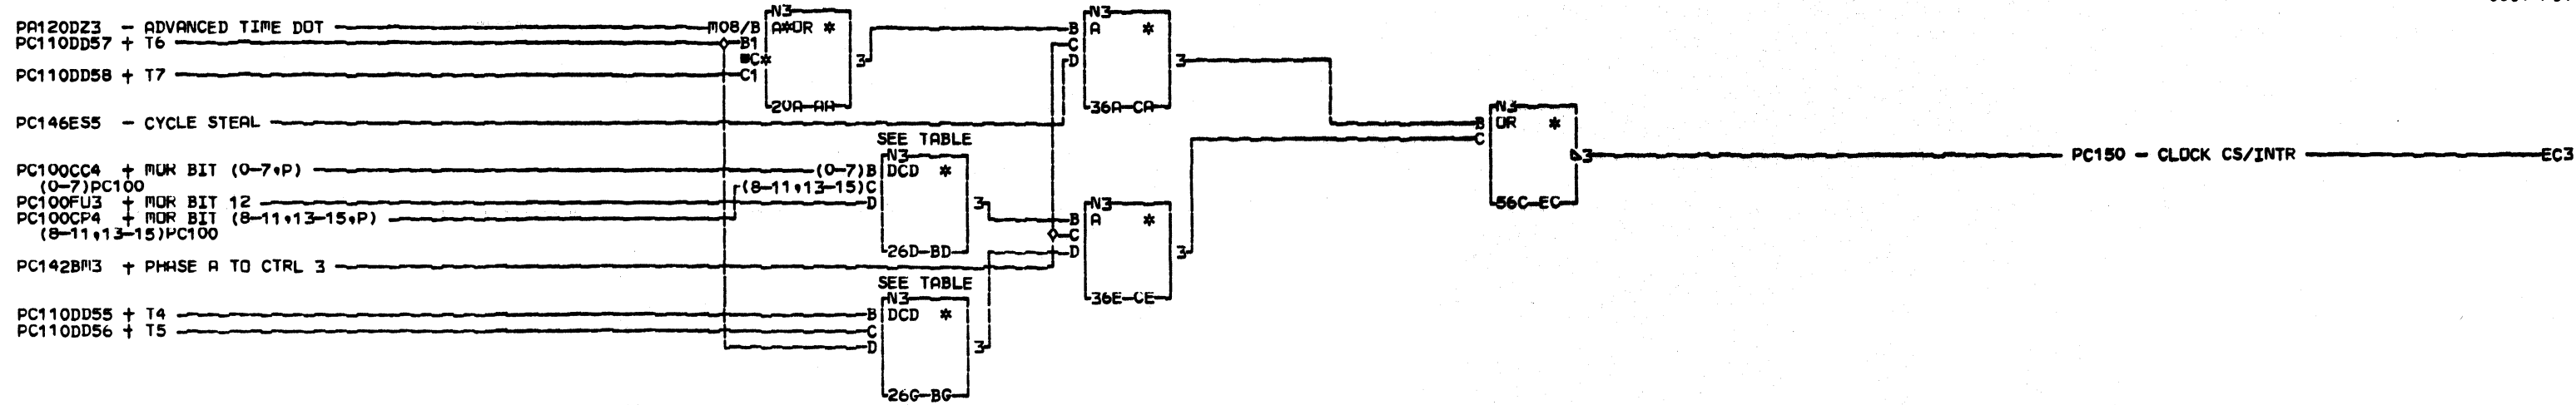 PA120DZ3 - ADVANCED TIME DOT
PC110DD57 + T6
PC110DD58 + T7
PC146ES5 - CYCLE STEAL
PC100CC4 + MOR BIT (0-7,P)
(0-7)PC100
PC100FU3 + MOR BIT 12
PC100CP4 + MOR BIT (8-11,13-15,P)
(8-11,13-15)PC100
PC142BM3 + PHASE A TO CTRL 3
PC110DD55 + T4
PC110DD56 + T5
M08/B
B1
C*
C1
N3
A*OR *
3
SEE TABLE
(0-7)B
(8-11,13-15)C
D
N3
DCD *
3
26D-BD
SEE TABLE
N3
B DCD *
C
D
3
26G-BG
N3
B A *
C
D
3
36A-CA
N3
B A *
C
D
3
36E-CE
N3
B OR *
C
3
56C-EC
PC150 - CLOCK CS/INTR
EC3